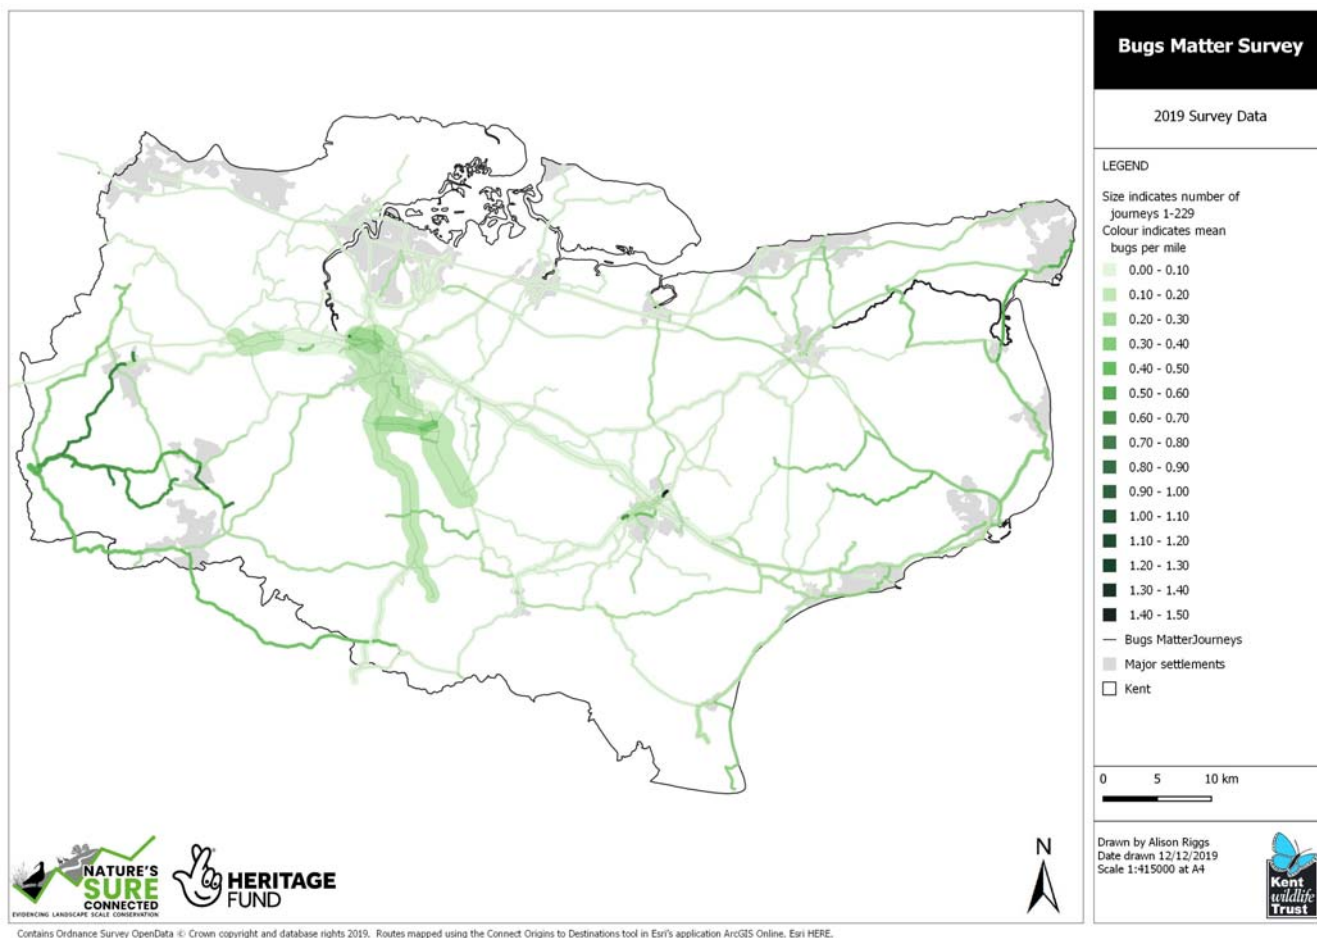 Bugs Matter Survey
2019 Survey Data
LEGEND
Size indicates number of
journeys 1-229
Colour indicates mean
bugs per mile
0.00 - 0.10
0.10 - 0.20
0.20 - 0.30
0.30 - 0.40
0.40 - 0.50
0.50 - 0.60
0.60 - 0.70
0.70 - 0.80
0.80 - 0.90
0.90 - 1.00
1.00 - 1.10
1.10 - 1.20
1.20 - 1.30
1.30 - 1.40
1.40 - 1.50
Bugs MatterJourneys
Major settlements
Kent
0 5 10 km
Drawn by Alison Riggs
Date drawn 12/12/2019
Scale 1:415000 at A4
Kent
wildlife
Trust
N
NATURE'S
SURE
CONNECTED
EVIDENCING LANDSCAPE SCALE CONSERVATION
HERITAGE
FUND
Contains Ordnance Survey OpenData © Crown copyright and database rights 2019. Routes mapped using the Connect Origins to Destinations tool in Esri's application ArcGIS Online. Esri HERE.